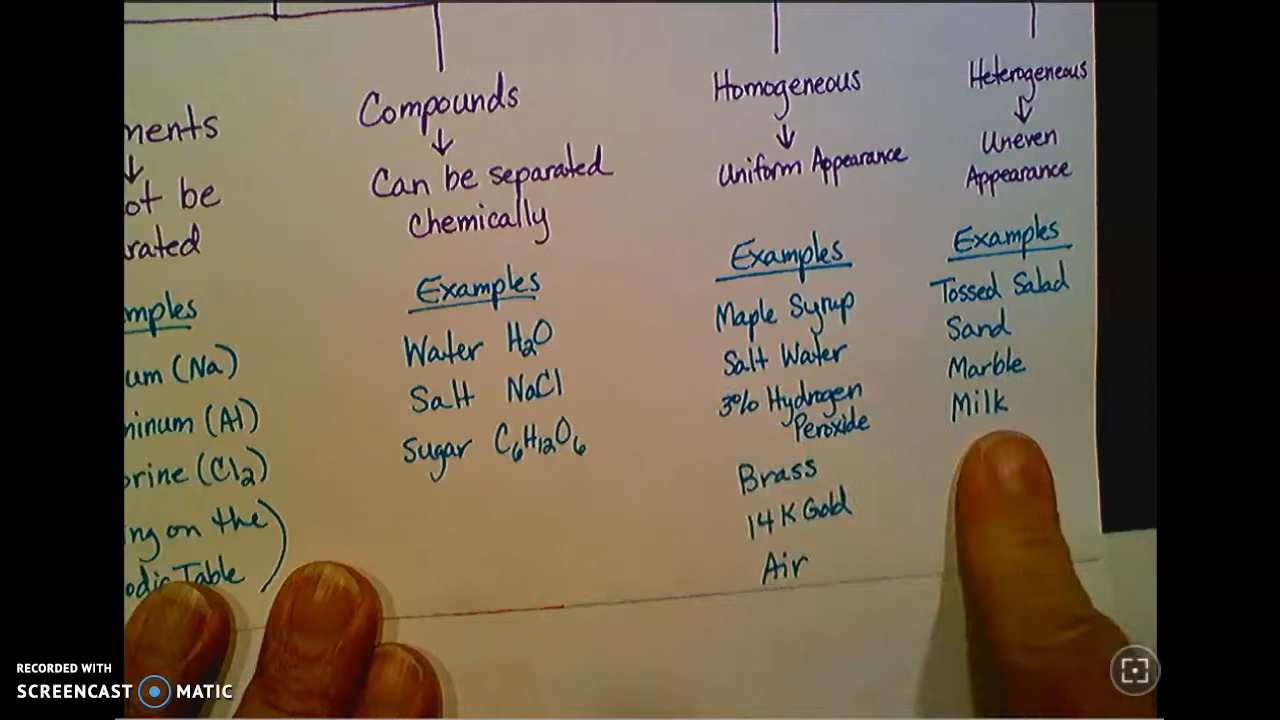 ments
ot be
rated
mples
um (Na)
minum (Al)
orine (Cl2)
ing on the
odic Table)
Compounds
Can be separated
Chemically
Examples
Water H2O
Salt NaCl
Sugar C6H12O6
Homogeneous
Uniform Appearance
Examples
Maple Syrup
Salt Water
3% Hydrogen
Peroxide
Brass
14K Gold
Air
Heterogeneous
Uneven
Appearance
Examples
Tossed Salad
Sand
Marble
Milk
RECORDED WITH
SCREENCAST MATIC